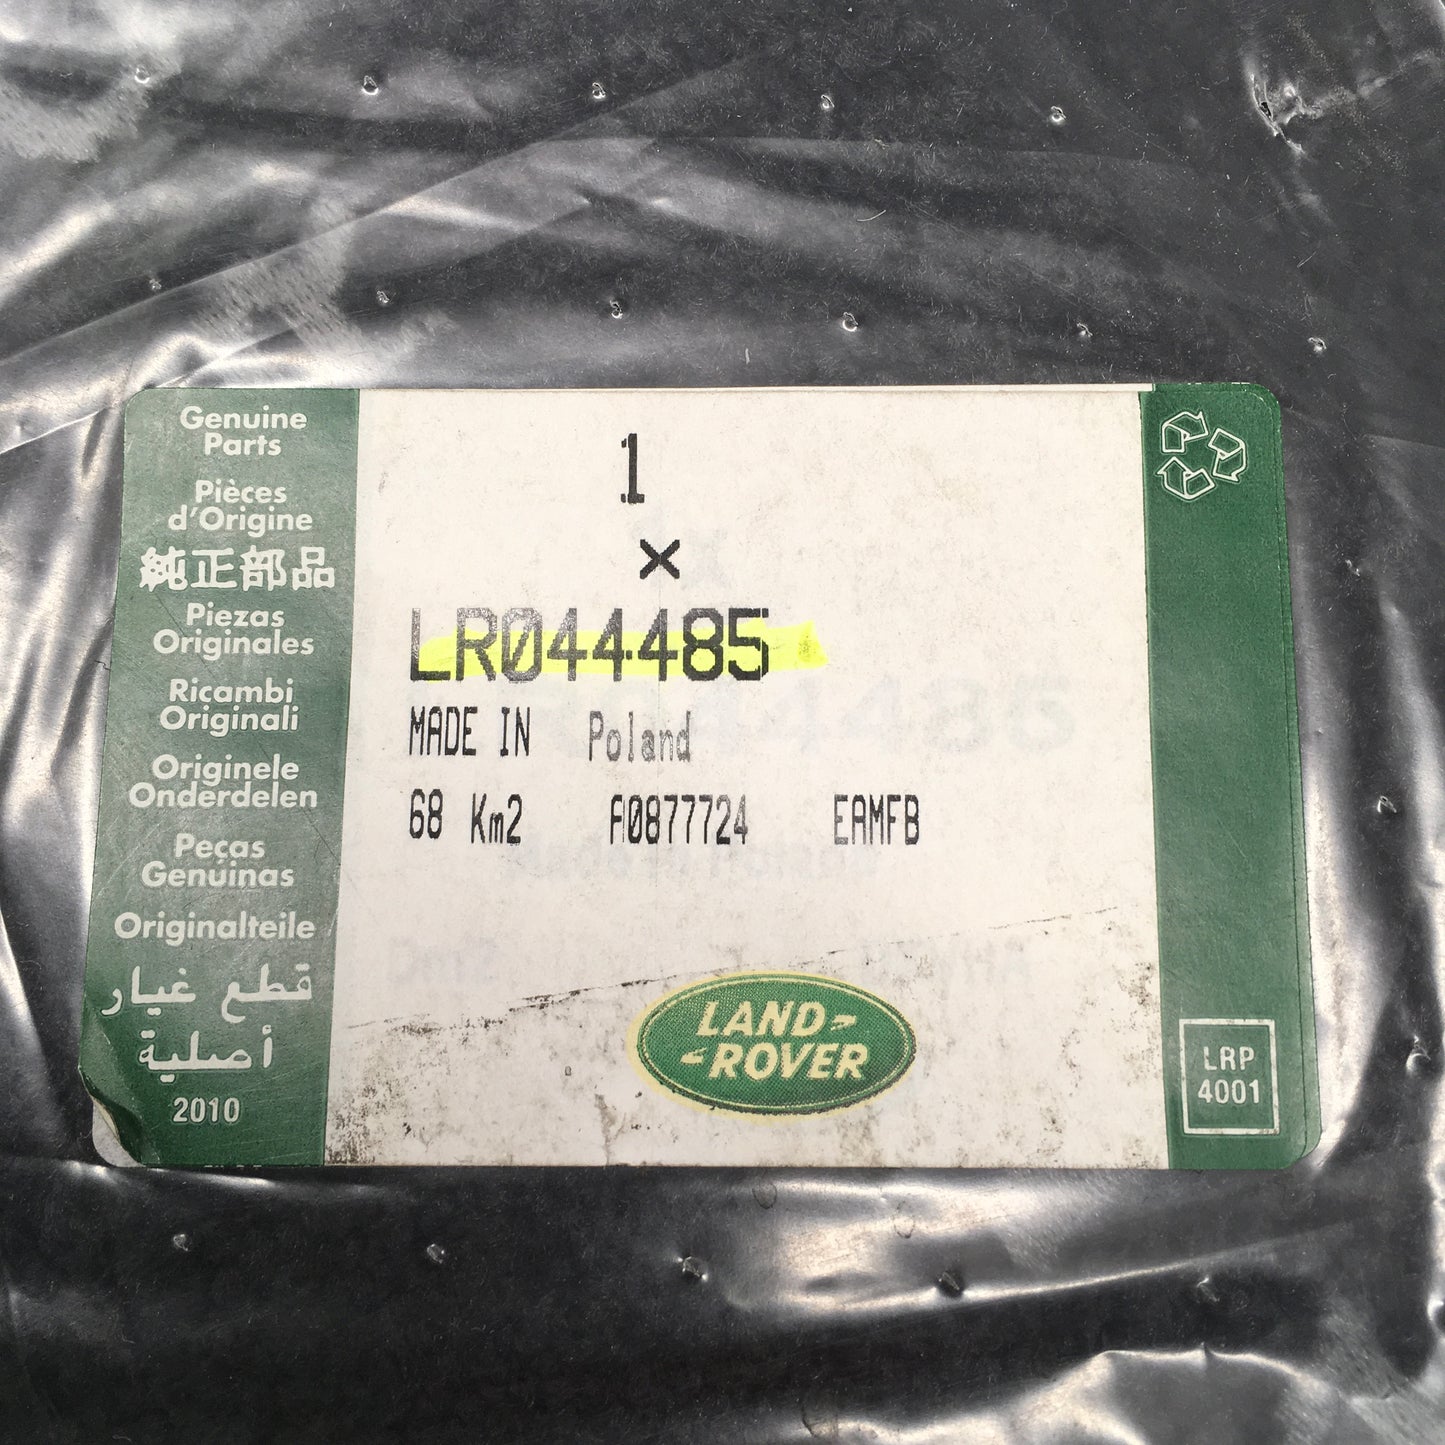 Genuine
Parts
Pièces
d'Origine
純正部品
Piezas
Originales
Ricambi
Originali
Originele
Onderdelen
Peças
Genuinas
Originalteile
قطع غيار
أصلية
2010
1
x
LR044485
MADE IN Poland
68 Km2 A0877724 EAMFB
LAND-
-ROVER
LRP
4001